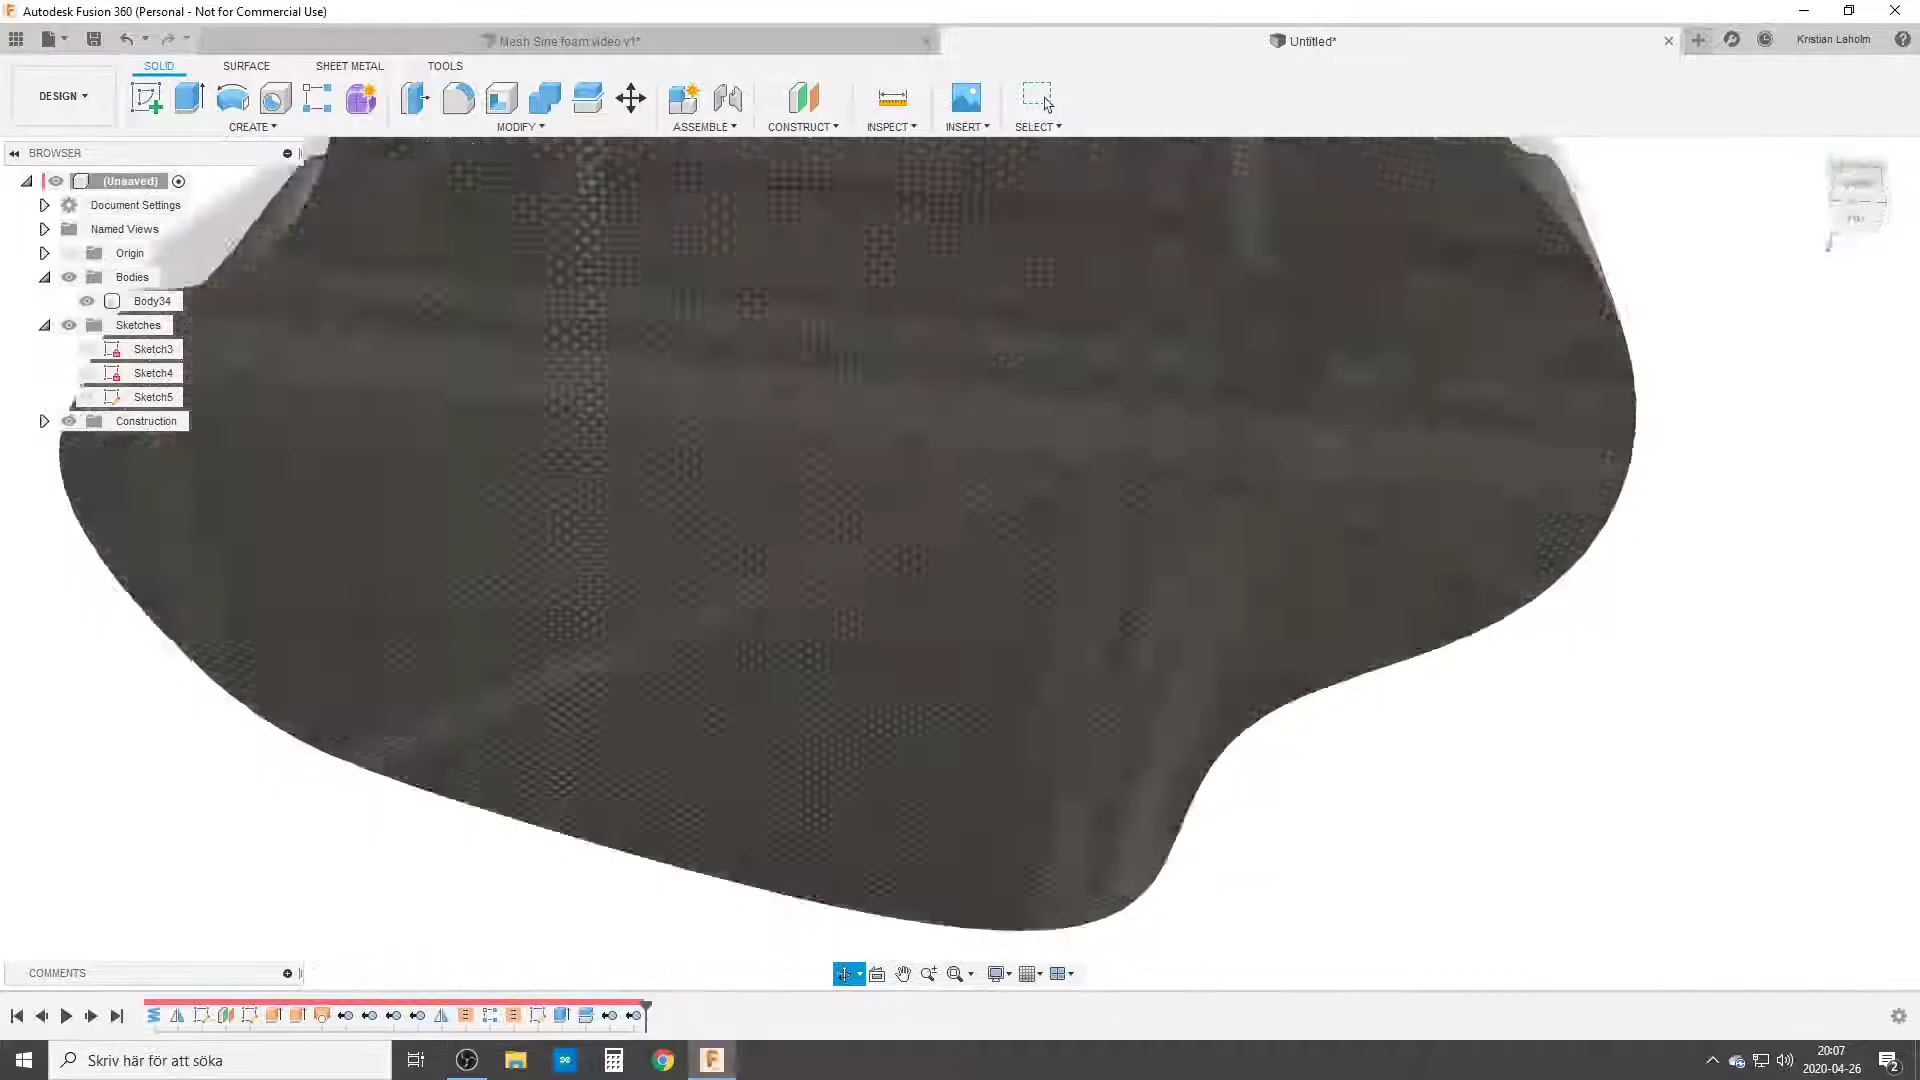 Autodesk Fusion 360 (Personal - Not for Commercial Use)
Mesh Sine foam video v1*
Untitled*
Kristian Laholm
SOLID
SURFACE
SHEET METAL
TOOLS
DESIGN
CREATE
MODIFY
ASSEMBLE
CONSTRUCT
INSPECT
INSERT
SELECT
BROWSER
(Unsaved)
Document Settings
Named Views
Origin
Bodies
Body34
Sketches
Sketch3
Sketch4
Sketch5
Construction
COMMENTS
Skriv här för att söka
20:07
2020-04-26
2